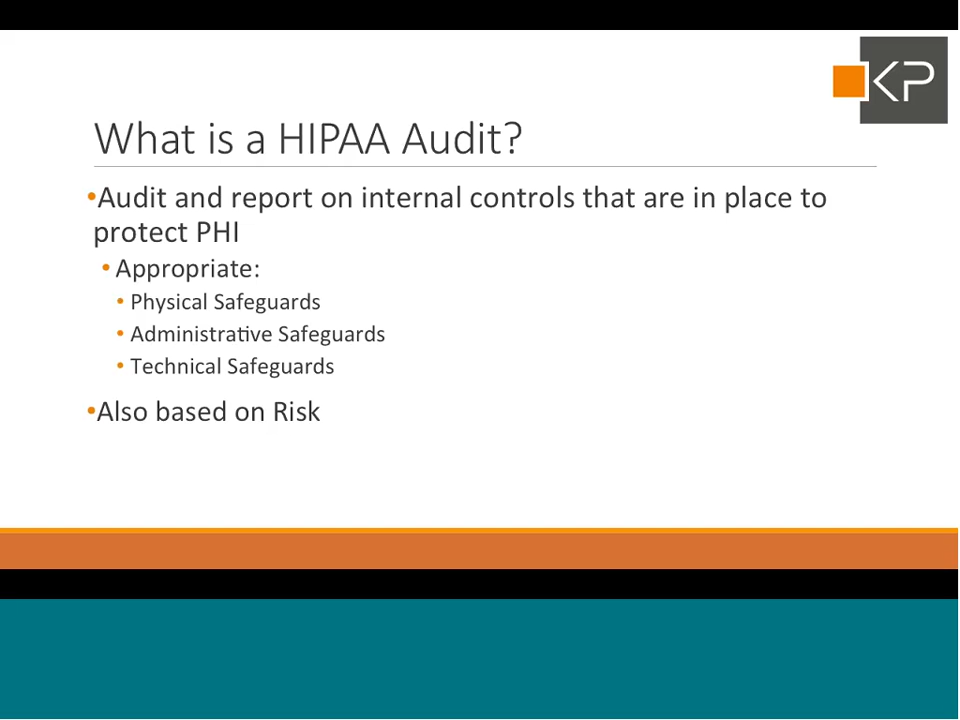 KP
What is a HIPAA Audit?
•Audit and report on internal controls that are in place to
protect PHI
• Appropriate:
• Physical Safeguards
• Administrative Safeguards
• Technical Safeguards
•Also based on Risk